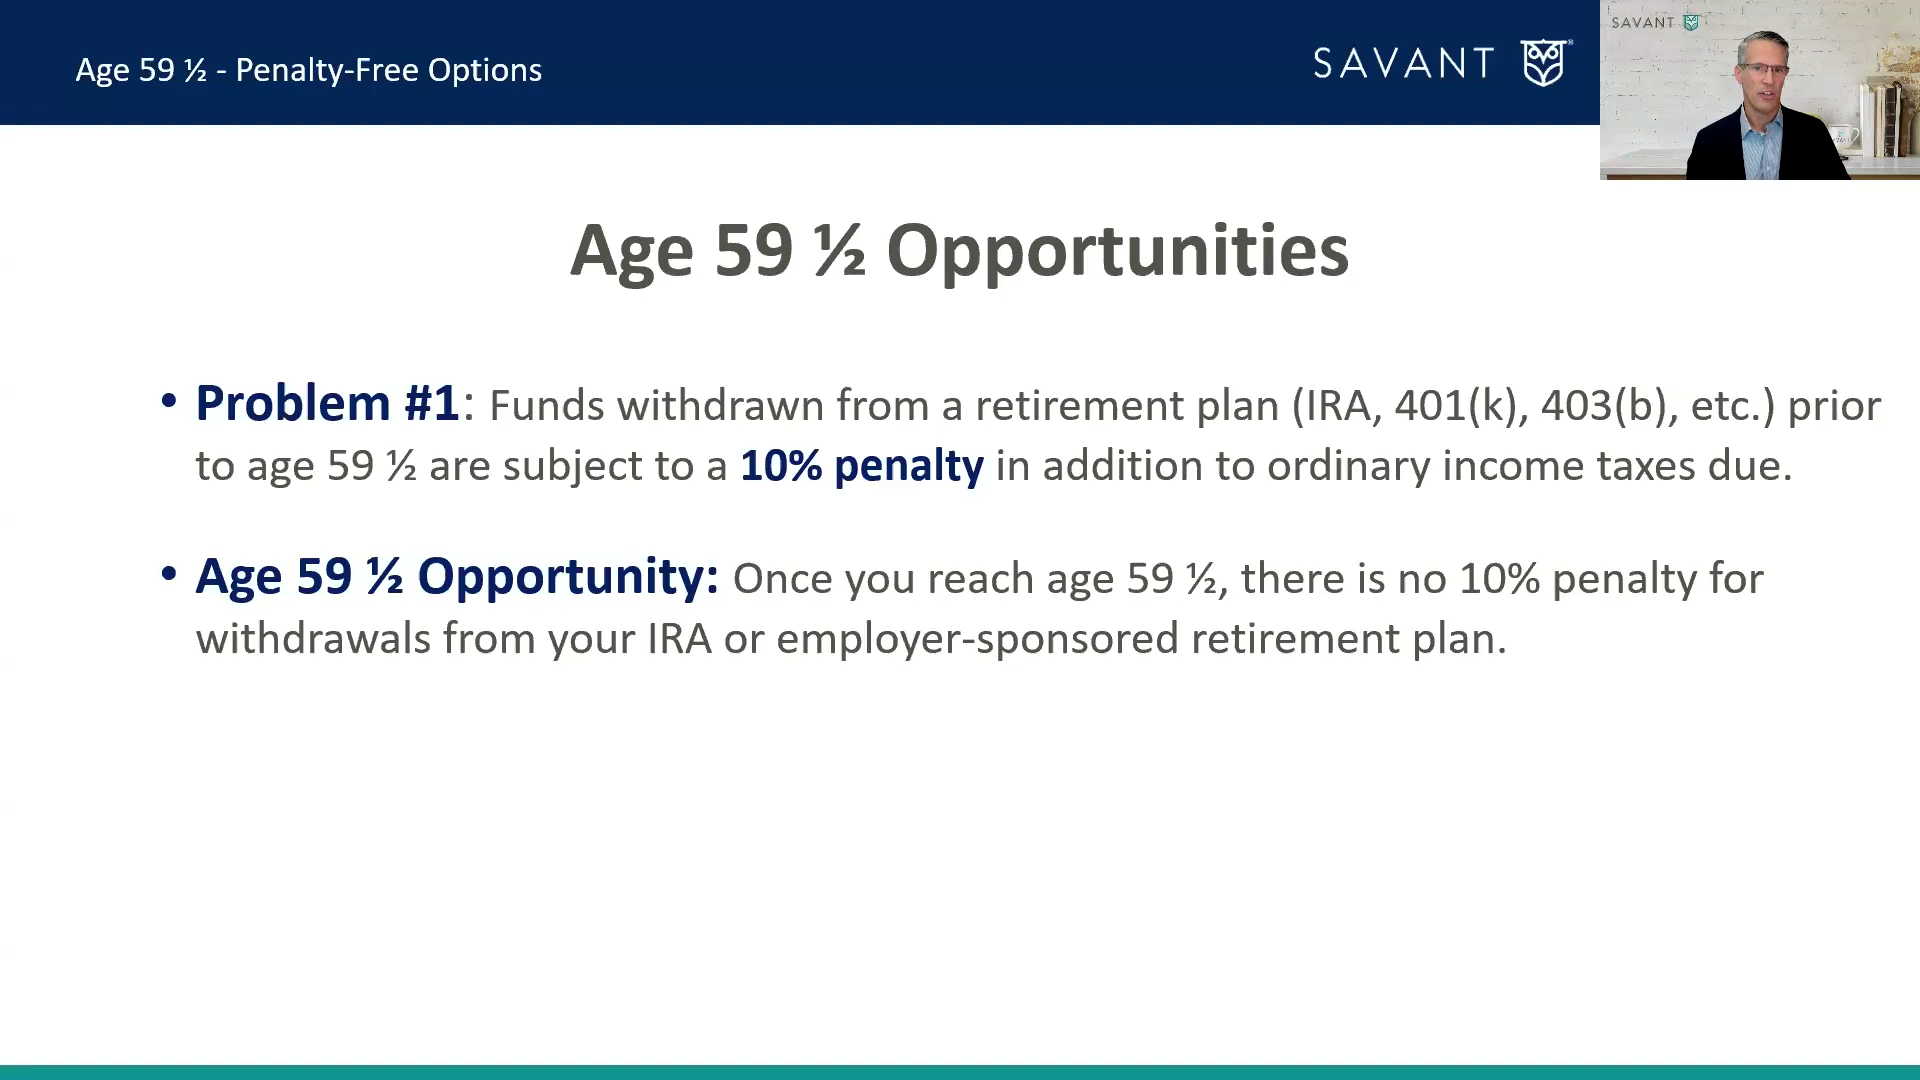 Age 59 ½ - Penalty-Free Options
SAVANT
SAVANT
Age 59 ½ Opportunities
• Problem #1: Funds withdrawn from a retirement plan (IRA, 401(k), 403(b), etc.) prior
to age 59 ½ are subject to a 10% penalty in addition to ordinary income taxes due.
• Age 59 ½ Opportunity: Once you reach age 59 ½, there is no 10% penalty for
withdrawals from your IRA or employer-sponsored retirement plan.